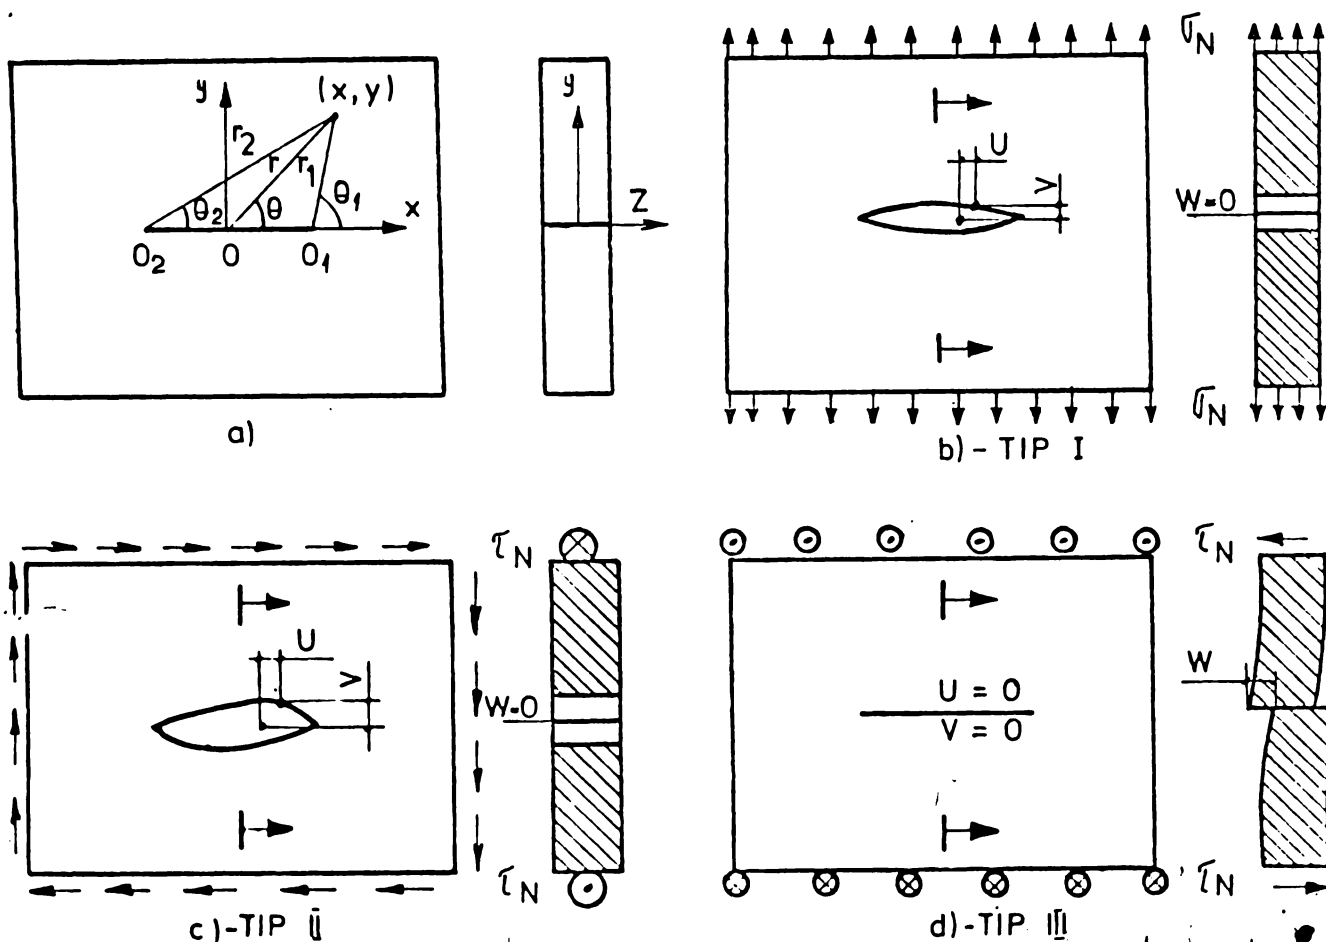 y
(x, y)
r₂
r
r₁
θ₂
θ
θ₁
x
O₂
O
O₁
y
Z
a)
σN
U
V
W=0
σN
b)- TIP I
τN
U
V
W=0
τN
c)-TIP II
τN
W
U = 0
V = 0
τN
d)-TIP III